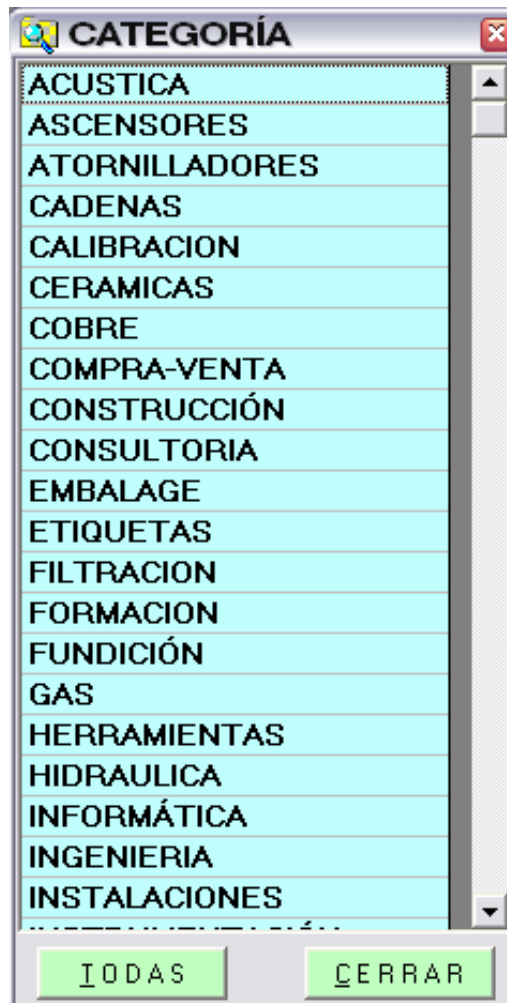 CATEGORÍA
ACUSTICA
ASCENSORES
ATORNILLADORES
CADENAS
CALIBRACION
CERAMICAS
COBRE
COMPRA-VENTA
CONSTRUCCIÓN
CONSULTORIA
EMBALAGE
ETIQUETAS
FILTRACION
FORMACION
FUNDICIÓN
GAS
HERRAMIENTAS
HIDRAULICA
INFORMÁTICA
INGENIERIA
INSTALACIONES
TODAS CERRAR